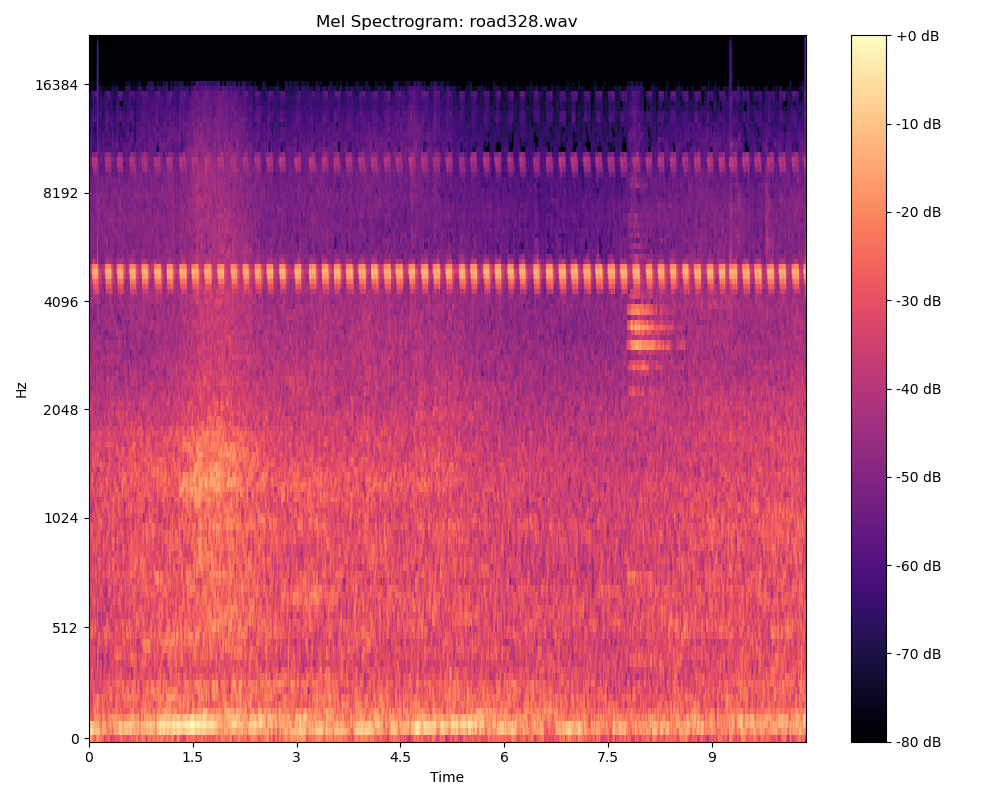 Mel Spectrogram: road328.wav
Hz
16384
8192
4096
2048
1024
512
0
0 1.5 3 4.5 6 7.5 9
Time
+0 dB
-10 dB
-20 dB
-30 dB
-40 dB
-50 dB
-60 dB
-70 dB
-80 dB